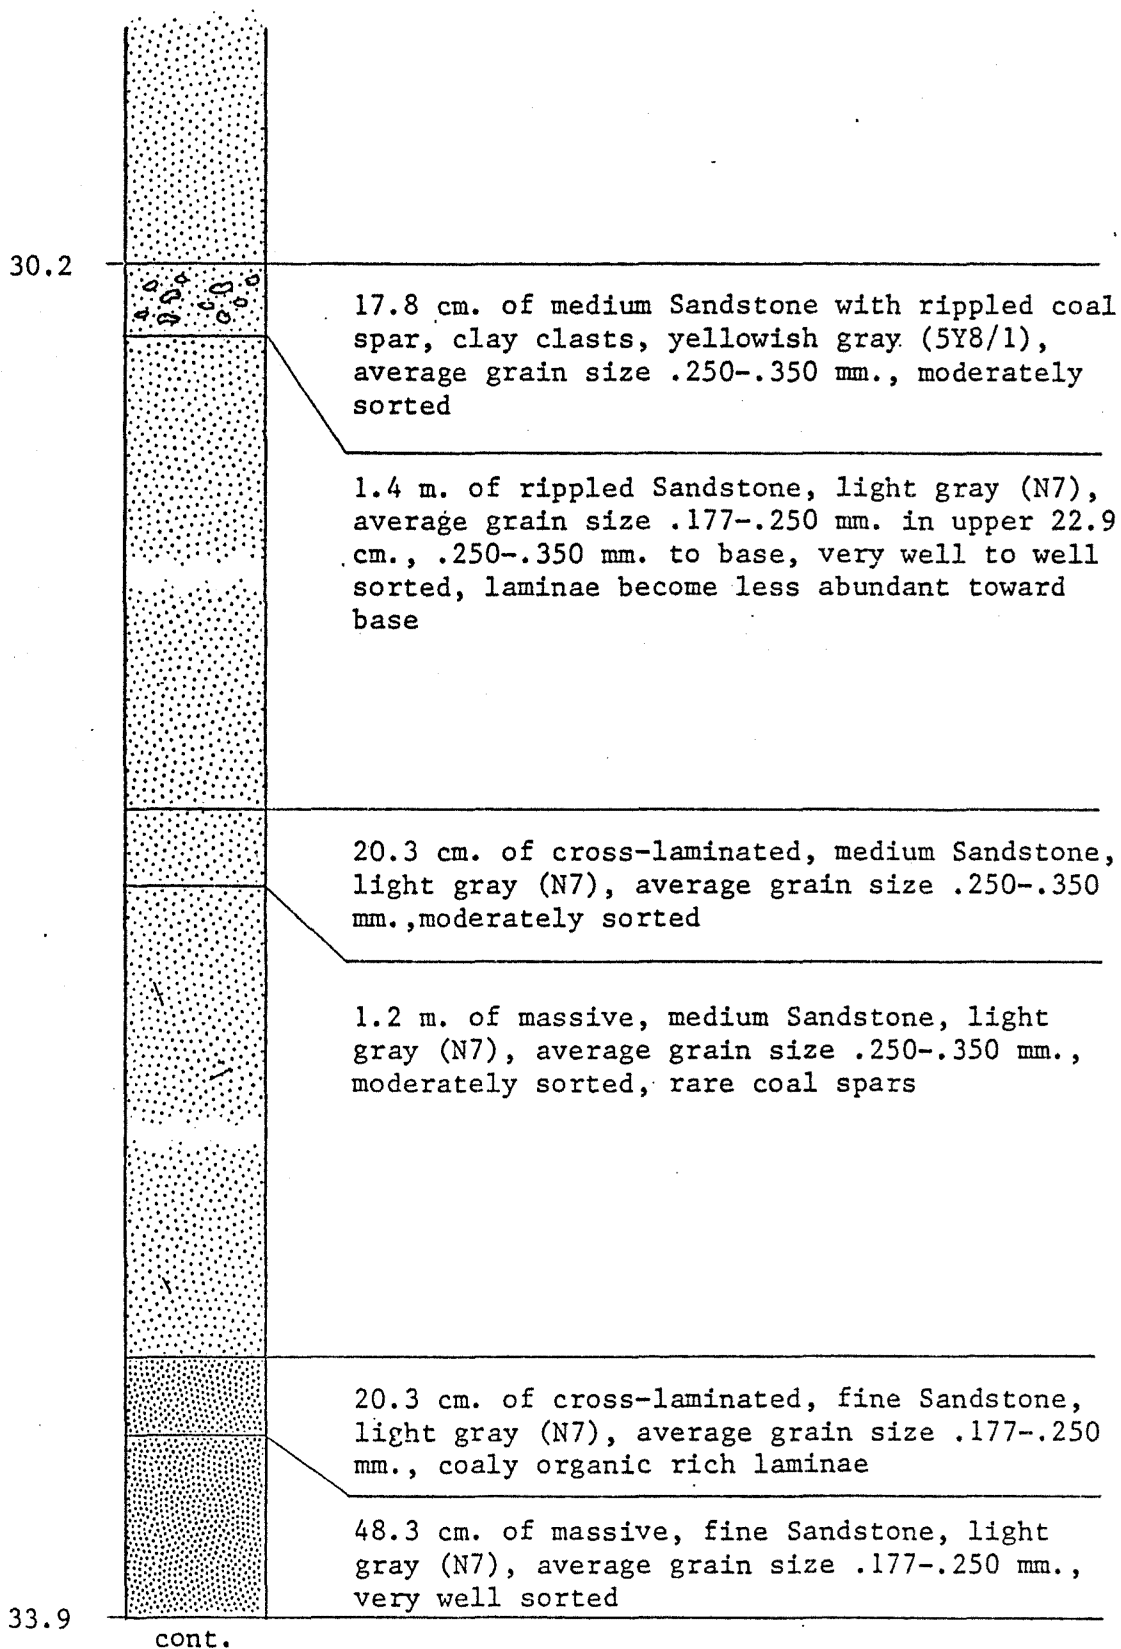 30.2
17.8 cm. of medium Sandstone with rippled coal
spar, clay clasts, yellowish gray (5Y8/1),
average grain size .250-.350 mm., moderately
sorted
1.4 m. of rippled Sandstone, light gray (N7),
average grain size .177-.250 mm. in upper 22.9
cm., .250-.350 mm. to base, very well to well
sorted, laminae become less abundant toward
base
20.3 cm. of cross-laminated, medium Sandstone,
light gray (N7), average grain size .250-.350
mm.,moderately sorted
1.2 m. of massive, medium Sandstone, light
gray (N7), average grain size .250-.350 mm.,
moderately sorted, rare coal spars
20.3 cm. of cross-laminated, fine Sandstone,
light gray (N7), average grain size .177-.250
mm., coaly organic rich laminae
48.3 cm. of massive, fine Sandstone, light
gray (N7), average grain size .177-.250 mm.,
very well sorted
33.9
cont.